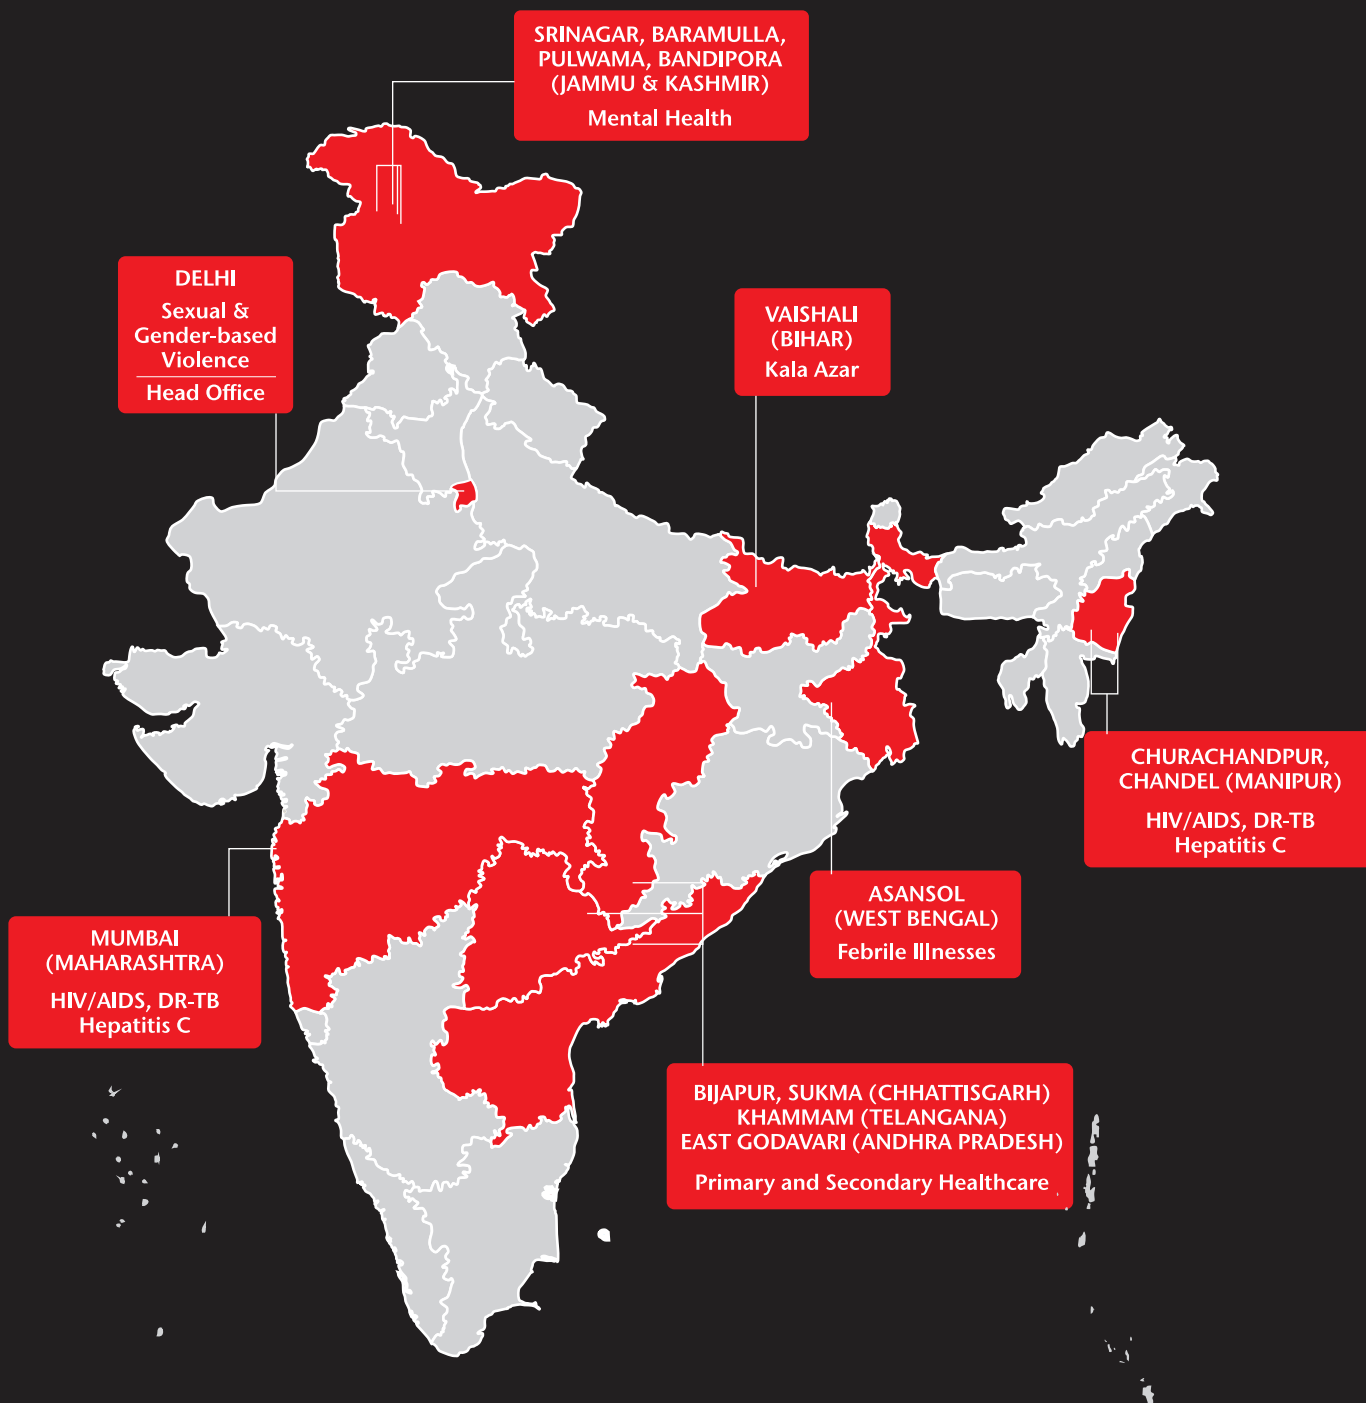 SRINAGAR, BARAMULLA,
PULWAMA, BANDIPORA
(JAMMU & KASHMIR)
Mental Health
DELHI
Sexual &
Gender-based
Violence
Head Office
VAISHALI
(BIHAR)
Kala Azar
CHURACHANDPUR,
CHANDEL (MANIPUR)
HIV/AIDS, DR-TB
Hepatitis C
ASANSOL
(WEST BENGAL)
Febrile Illnesses
MUMBAI
(MAHARASHTRA)
HIV/AIDS, DR-TB
Hepatitis C
BIJAPUR, SUKMA (CHHATTISGARH)
KHAMMAM (TELANGANA)
EAST GODAVARI (ANDHRA PRADESH)
Primary and Secondary Healthcare